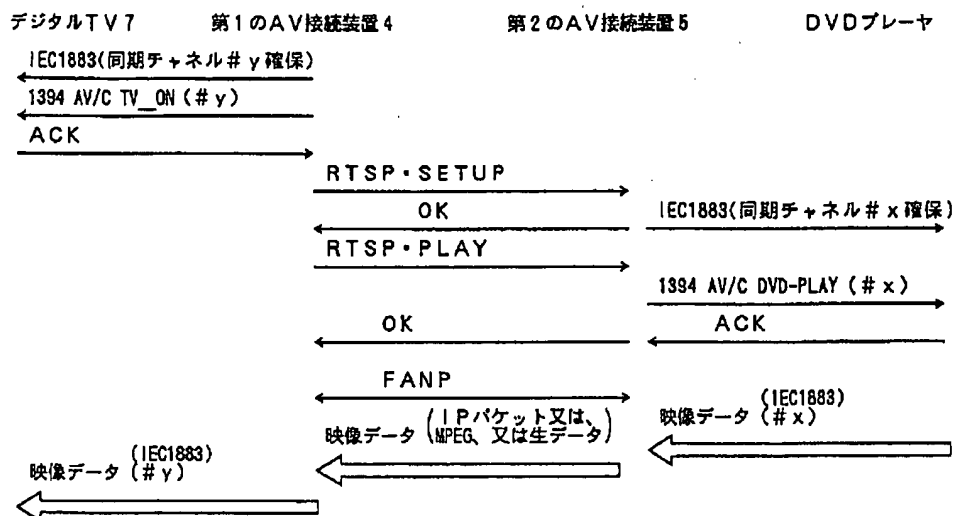 デジタルTV7 第1のAV接続装置4 第2のAV接続装置5 DVDプレーヤ
IEC1883(同期チャネル#y確保)
1394 AV/C TV_ON(#y)
ACK
RTSP・SETUP
OK IEC1883(同期チャネル#x確保)
RTSP・PLAY
1394 AV/C DVD-PLAY(#x)
OK ACK
FANP
映像データ(IPパケット又は、MPEG、又は生データ)
映像データ(IEC1883)(#x)
映像データ(IEC1883)(#y)